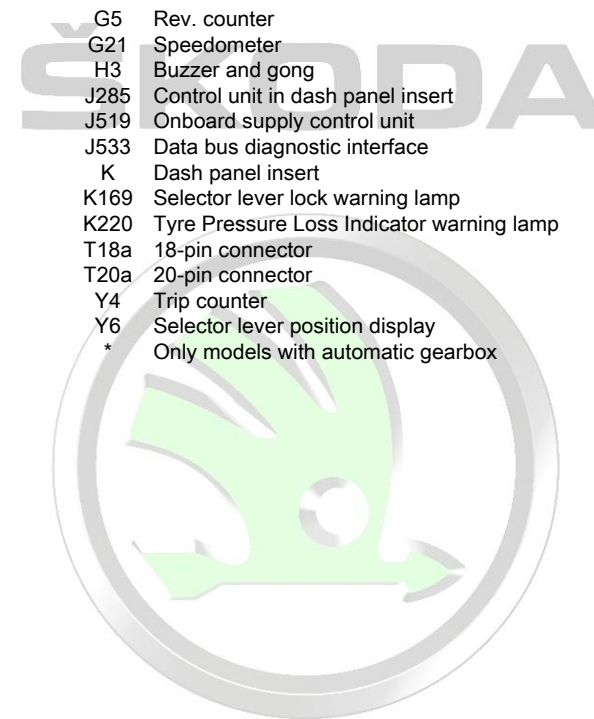 G5 Rev. counter
G21 Speedometer
ŠKODA
H3 Buzzer and gong
J285 Control unit in dash panel insert
J519 Onboard supply control unit
J533 Data bus diagnostic interface
K Dash panel insert
K169 Selector lever lock warning lamp
K220 Tyre Pressure Loss Indicator warning lamp
T18a 18-pin connector
T20a 20-pin connector
Y4 Trip counter
Y6 Selector lever position display
* Only models with automatic gearbox